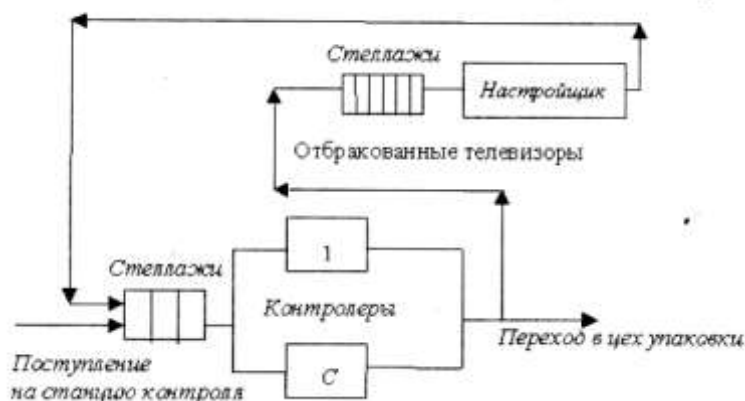 Стеллажи
Настройщик
Отбракованные телевизоры
1
Стеллажи
Контролеры
Переход в цех упаковки
Поступление
на станцию контроля
С